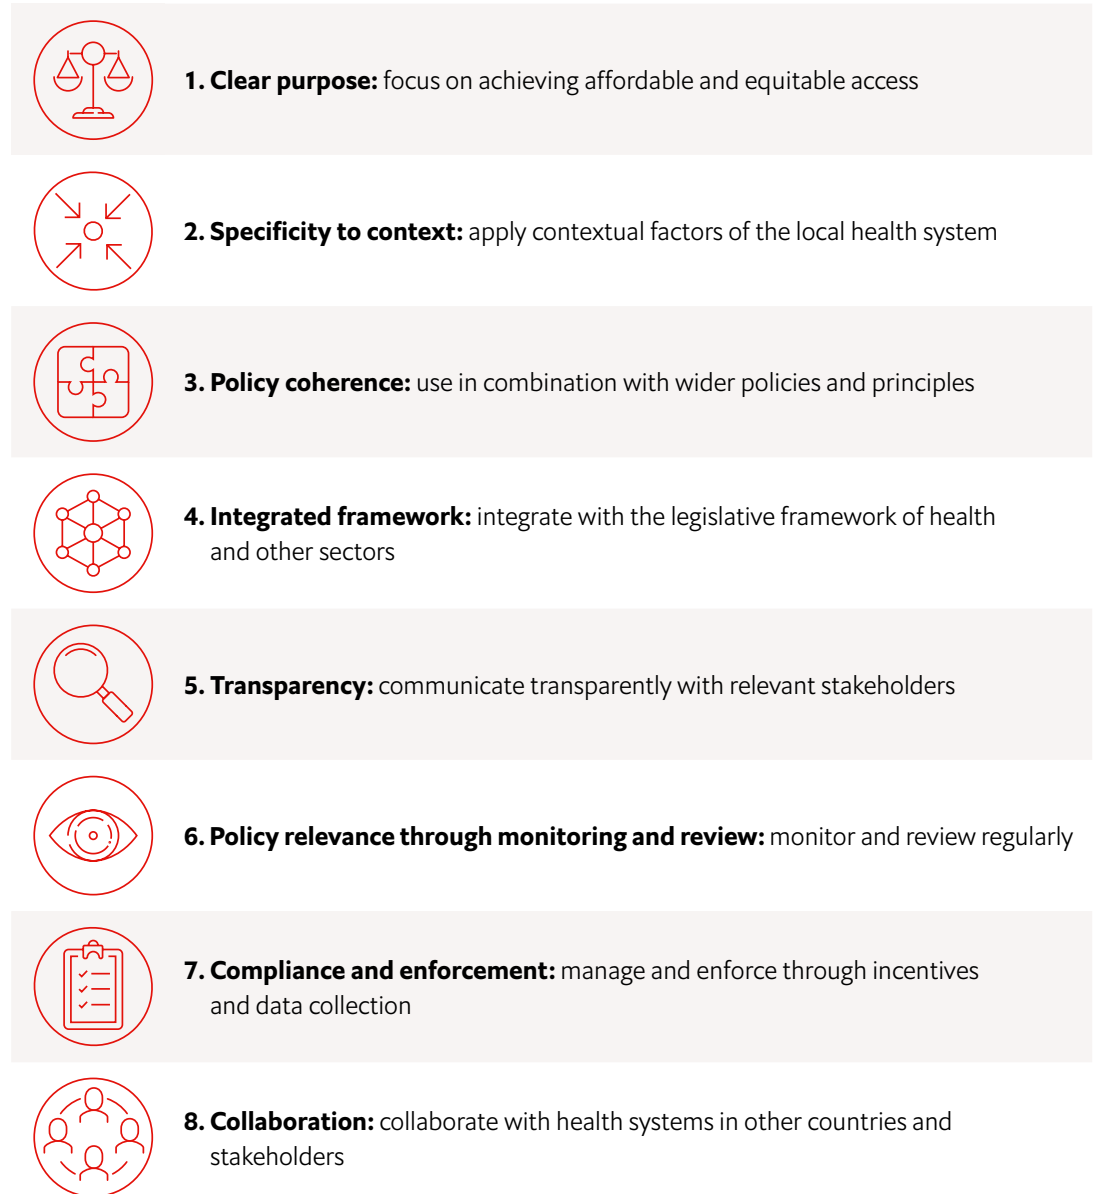 1. Clear purpose: focus on achieving affordable and equitable access
2. Specificity to context: apply contextual factors of the local health system
3. Policy coherence: use in combination with wider policies and principles
4. Integrated framework: integrate with the legislative framework of health
and other sectors
5. Transparency: communicate transparently with relevant stakeholders
6. Policy relevance through monitoring and review: monitor and review regularly
7. Compliance and enforcement: manage and enforce through incentives
and data collection
8. Collaboration: collaborate with health systems in other countries and
stakeholders